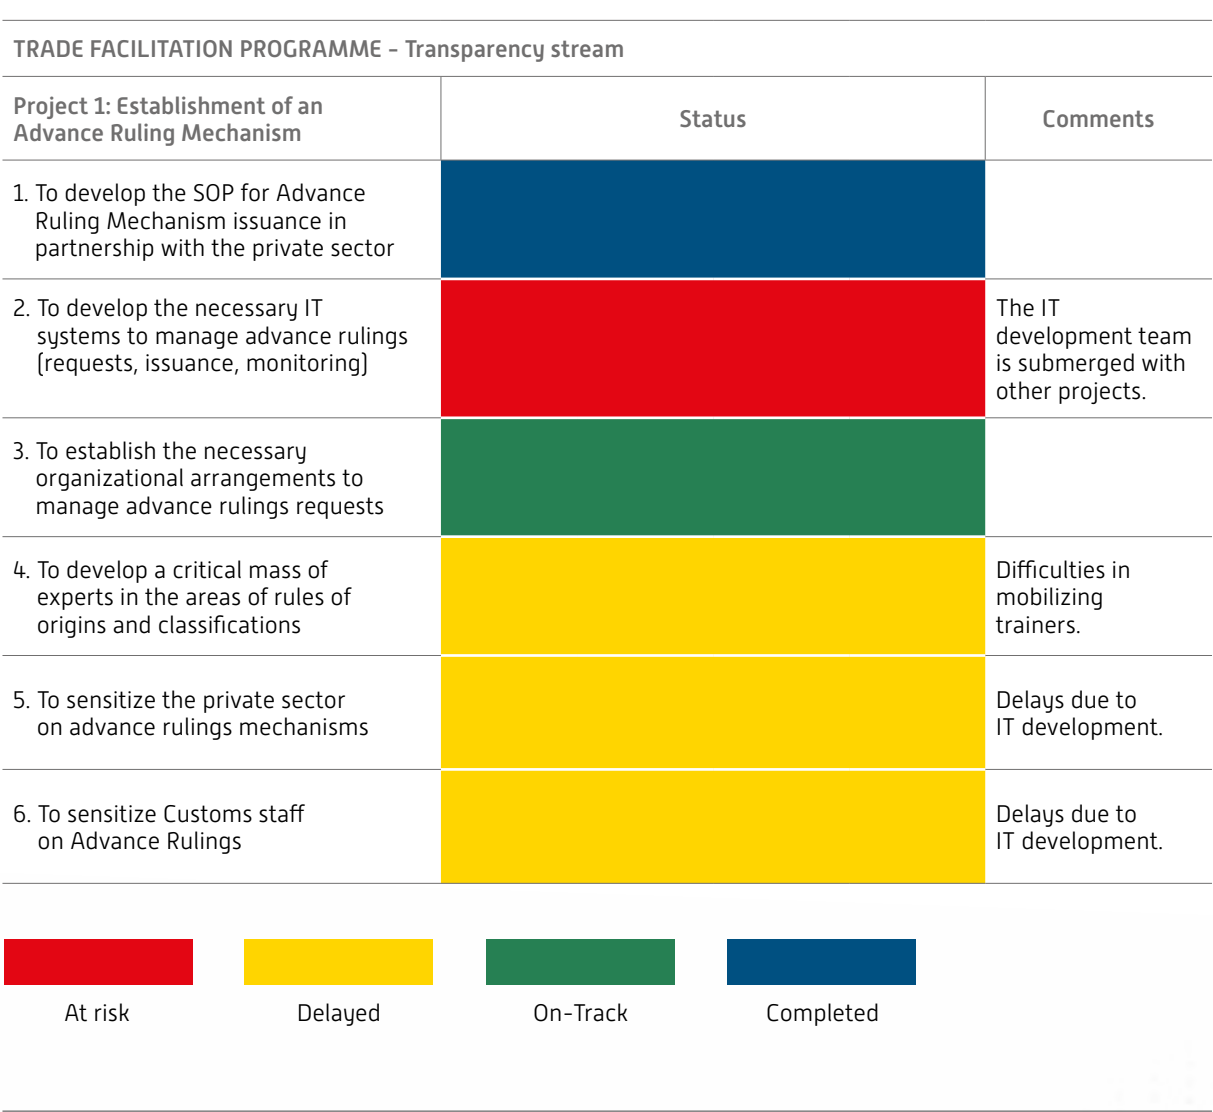 TRADE FACILITATION PROGRAMME - Transparency stream
Project 1: Establishment of an
Advance Ruling Mechanism
Status
Comments
1. To develop the SOP for Advance
Ruling Mechanism issuance in
partnership with the private sector
2. To develop the necessary IT
systems to manage advance rulings
(requests, issuance, monitoring)
The IT
development team
is submerged with
other projects.
3. To establish the necessary
organizational arrangements to
manage advance rulings requests
4. To develop a critical mass of
experts in the areas of rules of
origins and classifications
Difficulties in
mobilizing
trainers.
5. To sensitize the private sector
on advance rulings mechanisms
Delays due to
IT development.
6. To sensitize Customs staff
on Advance Rulings
Delays due to
IT development.
At risk
Delayed
On-Track
Completed